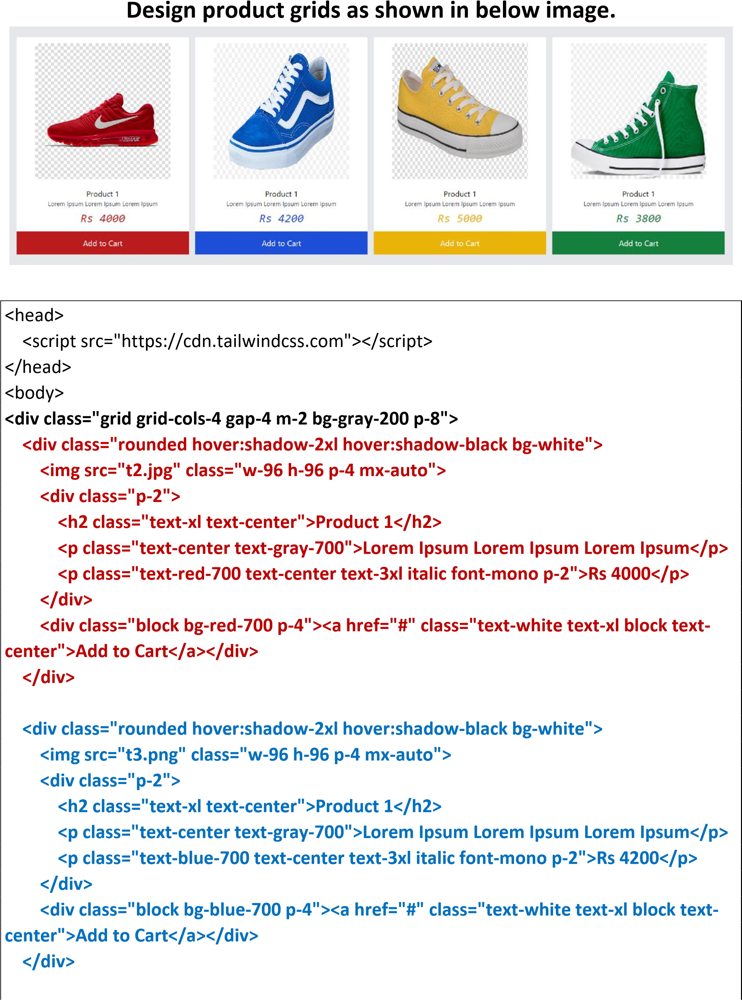 Design product grids as shown in below image.
AIRMAX
Product 1
Lorem Ipsum Lorem Ipsum Lorem Ipsum
Rs 4000
Add to Cart
Product 1
Lorem Ipsum Lorem Ipsum Lorem Ipsum
Rs 4200
Add to Cart
Product 1
Lorem Ipsum Lorem Ipsum Lorem Ipsum
Rs 5000
Add to Cart
Product 1
Lorem Ipsum Lorem Ipsum Lorem Ipsum
Rs 3800
Add to Cart
<head>
<script src="https://cdn.tailwindcss.com"></script>
</head>
<body>
<div class="grid grid-cols-4 gap-4 m-2 bg-gray-200 p-8">
<div class="rounded hover:shadow-2xl hover:shadow-black bg-white">
<img src="t2.jpg" class="w-96 h-96 p-4 mx-auto">
<div class="p-2">
<h2 class="text-xl text-center">Product 1</h2>
<p class="text-center text-gray-700">Lorem Ipsum Lorem Ipsum Lorem Ipsum</p>
<p class="text-red-700 text-center text-3xl italic font-mono p-2">Rs 4000</p>
</div>
<div class="block bg-red-700 p-4"><a href="#" class="text-white text-xl block text-
center">Add to Cart</a></div>
</div>
<div class="rounded hover:shadow-2xl hover:shadow-black bg-white">
<img src="t3.png" class="w-96 h-96 p-4 mx-auto">
<div class="p-2">
<h2 class="text-xl text-center">Product 1</h2>
<p class="text-center text-gray-700">Lorem Ipsum Lorem Ipsum Lorem Ipsum</p>
<p class="text-blue-700 text-center text-3xl italic font-mono p-2">Rs 4200</p>
</div>
<div class="block bg-blue-700 p-4"><a href="#" class="text-white text-xl block text-
center">Add to Cart</a></div>
</div>